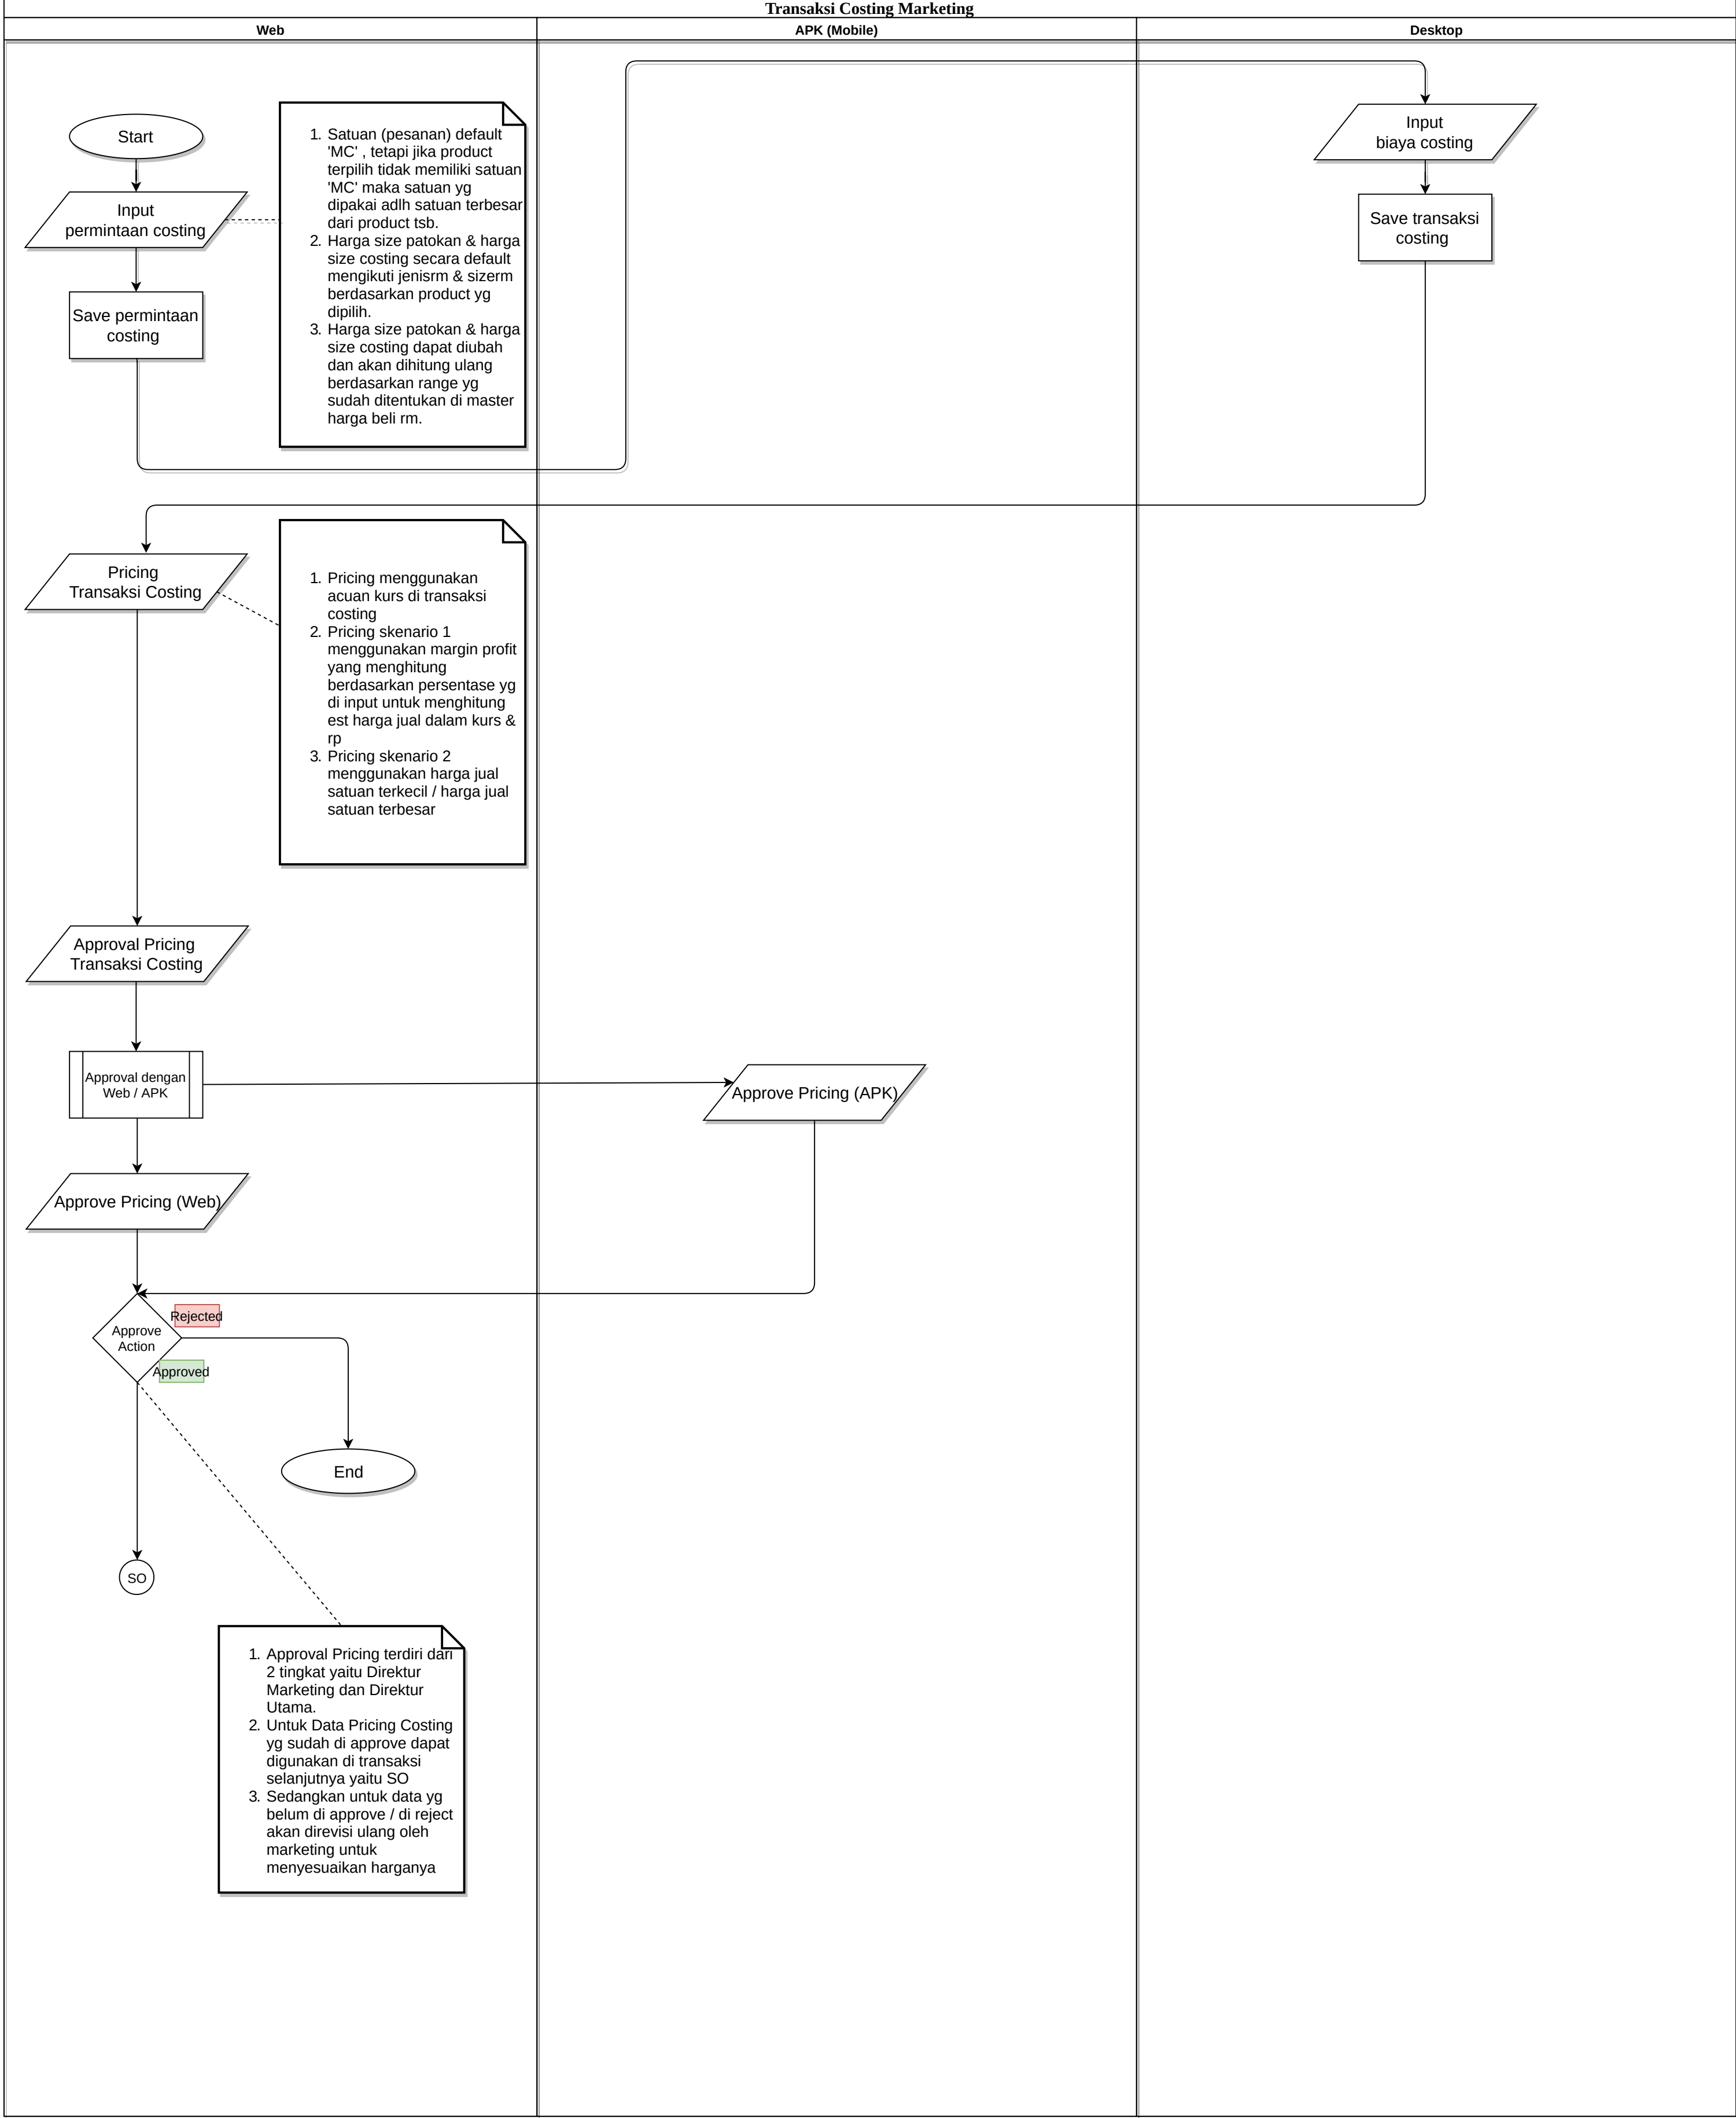 Transaksi Costing Marketing
Web
APK (Mobile)
Desktop
Start
Input
permintaan costing
Save permintaan
costing
1. Satuan (pesanan) default
'MC' , tetapi jika product
terpilih tidak memiliki satuan
'MC' maka satuan yg
dipakai adlh satuan terbesar
dari product tsb.
2. Harga size patokan & harga
size costing secara default
mengikuti jenisrm & sizerm
berdasarkan product yg
dipilih.
3. Harga size patokan & harga
size costing dapat diubah
dan akan dihitung ulang
berdasarkan range yg
sudah ditentukan di master
harga beli rm.
Input
biaya costing
Save transaksi
costing
Pricing
Transaksi Costing
1. Pricing menggunakan
acuan kurs di transaksi
costing
2. Pricing skenario 1
menggunakan margin profit
yang menghitung
berdasarkan persentase yg
di input untuk menghitung
est harga jual dalam kurs &
rp
3. Pricing skenario 2
menggunakan harga jual
satuan terkecil / harga jual
satuan terbesar
Approval Pricing
Transaksi Costing
Approval dengan
Web / APK
Approve Pricing (APK)
Approve Pricing (Web)
Approve
Action
Rejected
Approved
End
SO
1. Approval Pricing terdiri dari
2 tingkat yaitu Direktur
Marketing dan Direktur
Utama.
2. Untuk Data Pricing Costing
yg sudah di approve dapat
digunakan di transaksi
selanjutnya yaitu SO
3. Sedangkan untuk data yg
belum di approve / di reject
akan direvisi ulang oleh
marketing untuk
menyesuaikan harganya